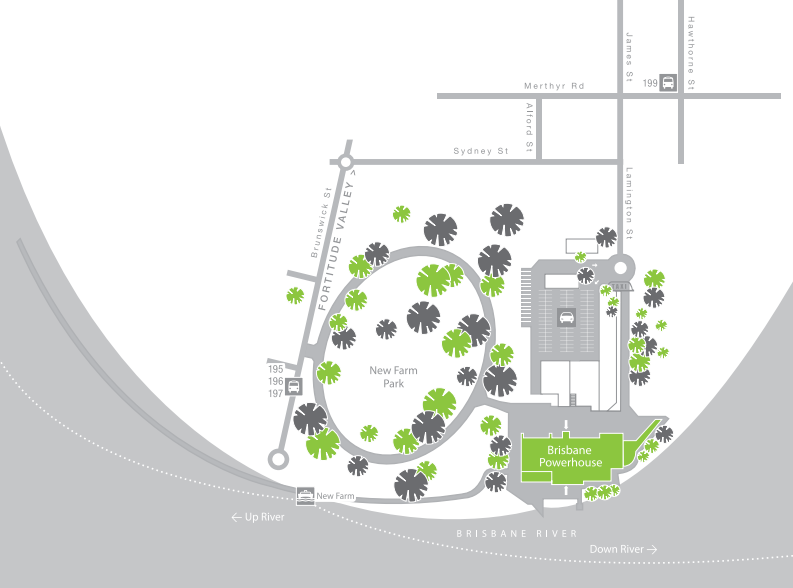 James St
Hawthorne St
199
Merthyr Rd
Alford St
Sydney St
Lamington St
Brunswick St
FORTITUDE VALLEY >
TAXI
195
196
197
New Farm
Park
Brisbane
Powerhouse
New Farm
← Up River
BRISBANE RIVER
Down River →